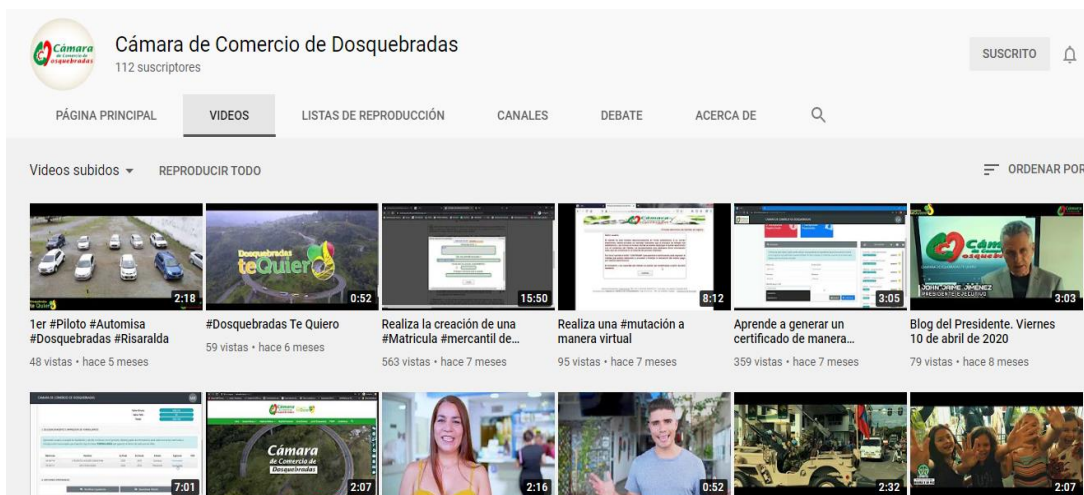 Cámara
de Comercio de
Dosquebradas
Cámara de Comercio de Dosquebradas
112 suscriptores
SUSCRITO
PÁGINA PRINCIPAL
VIDEOS
LISTAS DE REPRODUCCIÓN
CANALES
DEBATE
ACERCA DE
Videos subidos
REPRODUCIR TODO
ORDENAR POR
2:18
Dosquebradas
teQuiero
0:52
15:50
8:12
3:05
JOHN JAIME JIMÉNEZ
PRESIDENTE EJECUTIVO
3:03
1er #Piloto #Automisa
#Dosquebradas #Risaralda
48 vistas • hace 5 meses
#Dosquebradas Te Quiero
59 vistas • hace 6 meses
Realiza la creación de una
#Matricula #mercantil de...
563 vistas • hace 7 meses
Realiza una #mutación a
manera virtual
95 vistas • hace 7 meses
Aprende a generar un
certificado de manera...
359 vistas • hace 7 meses
Blog del Presidente. Viernes
10 de abril de 2020
79 vistas • hace 8 meses
7:01
Cámara
de Comercio de
Dosquebradas
2:07
2:16
0:52
2:32
2:07